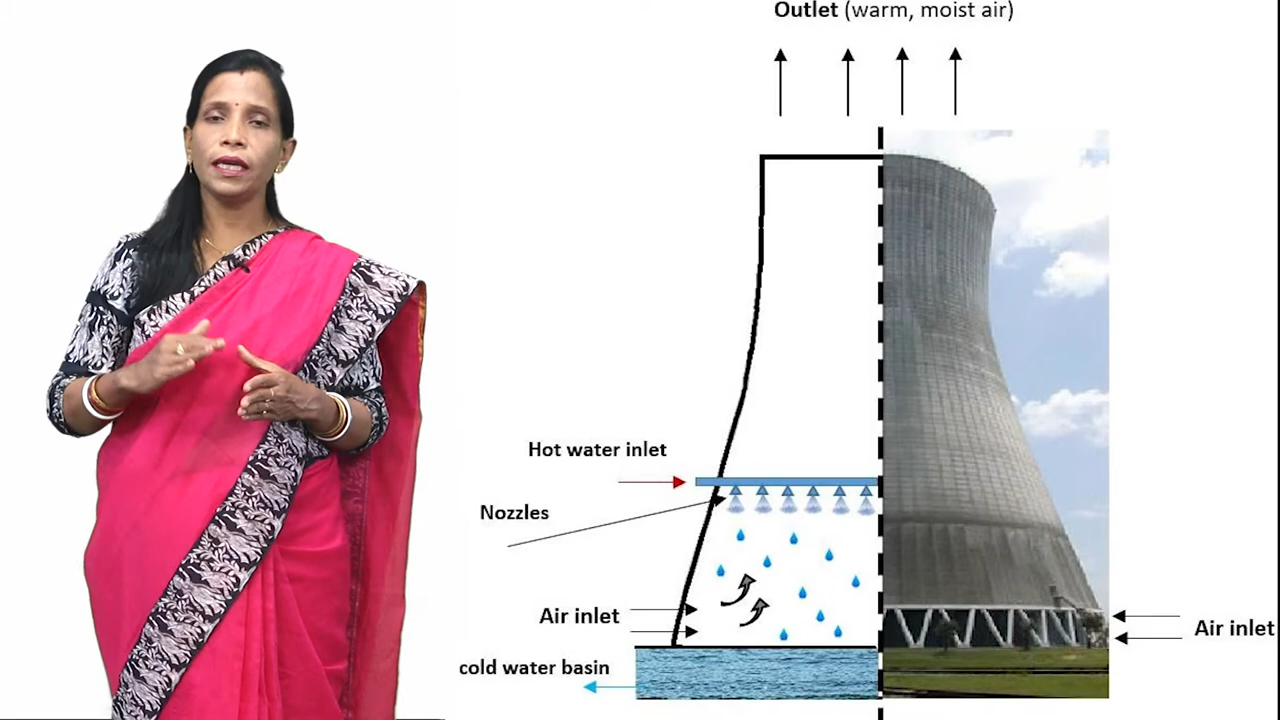 Outlet (warm, moist air)
Hot water inlet
Nozzles
Air inlet
Air inlet
cold water basin